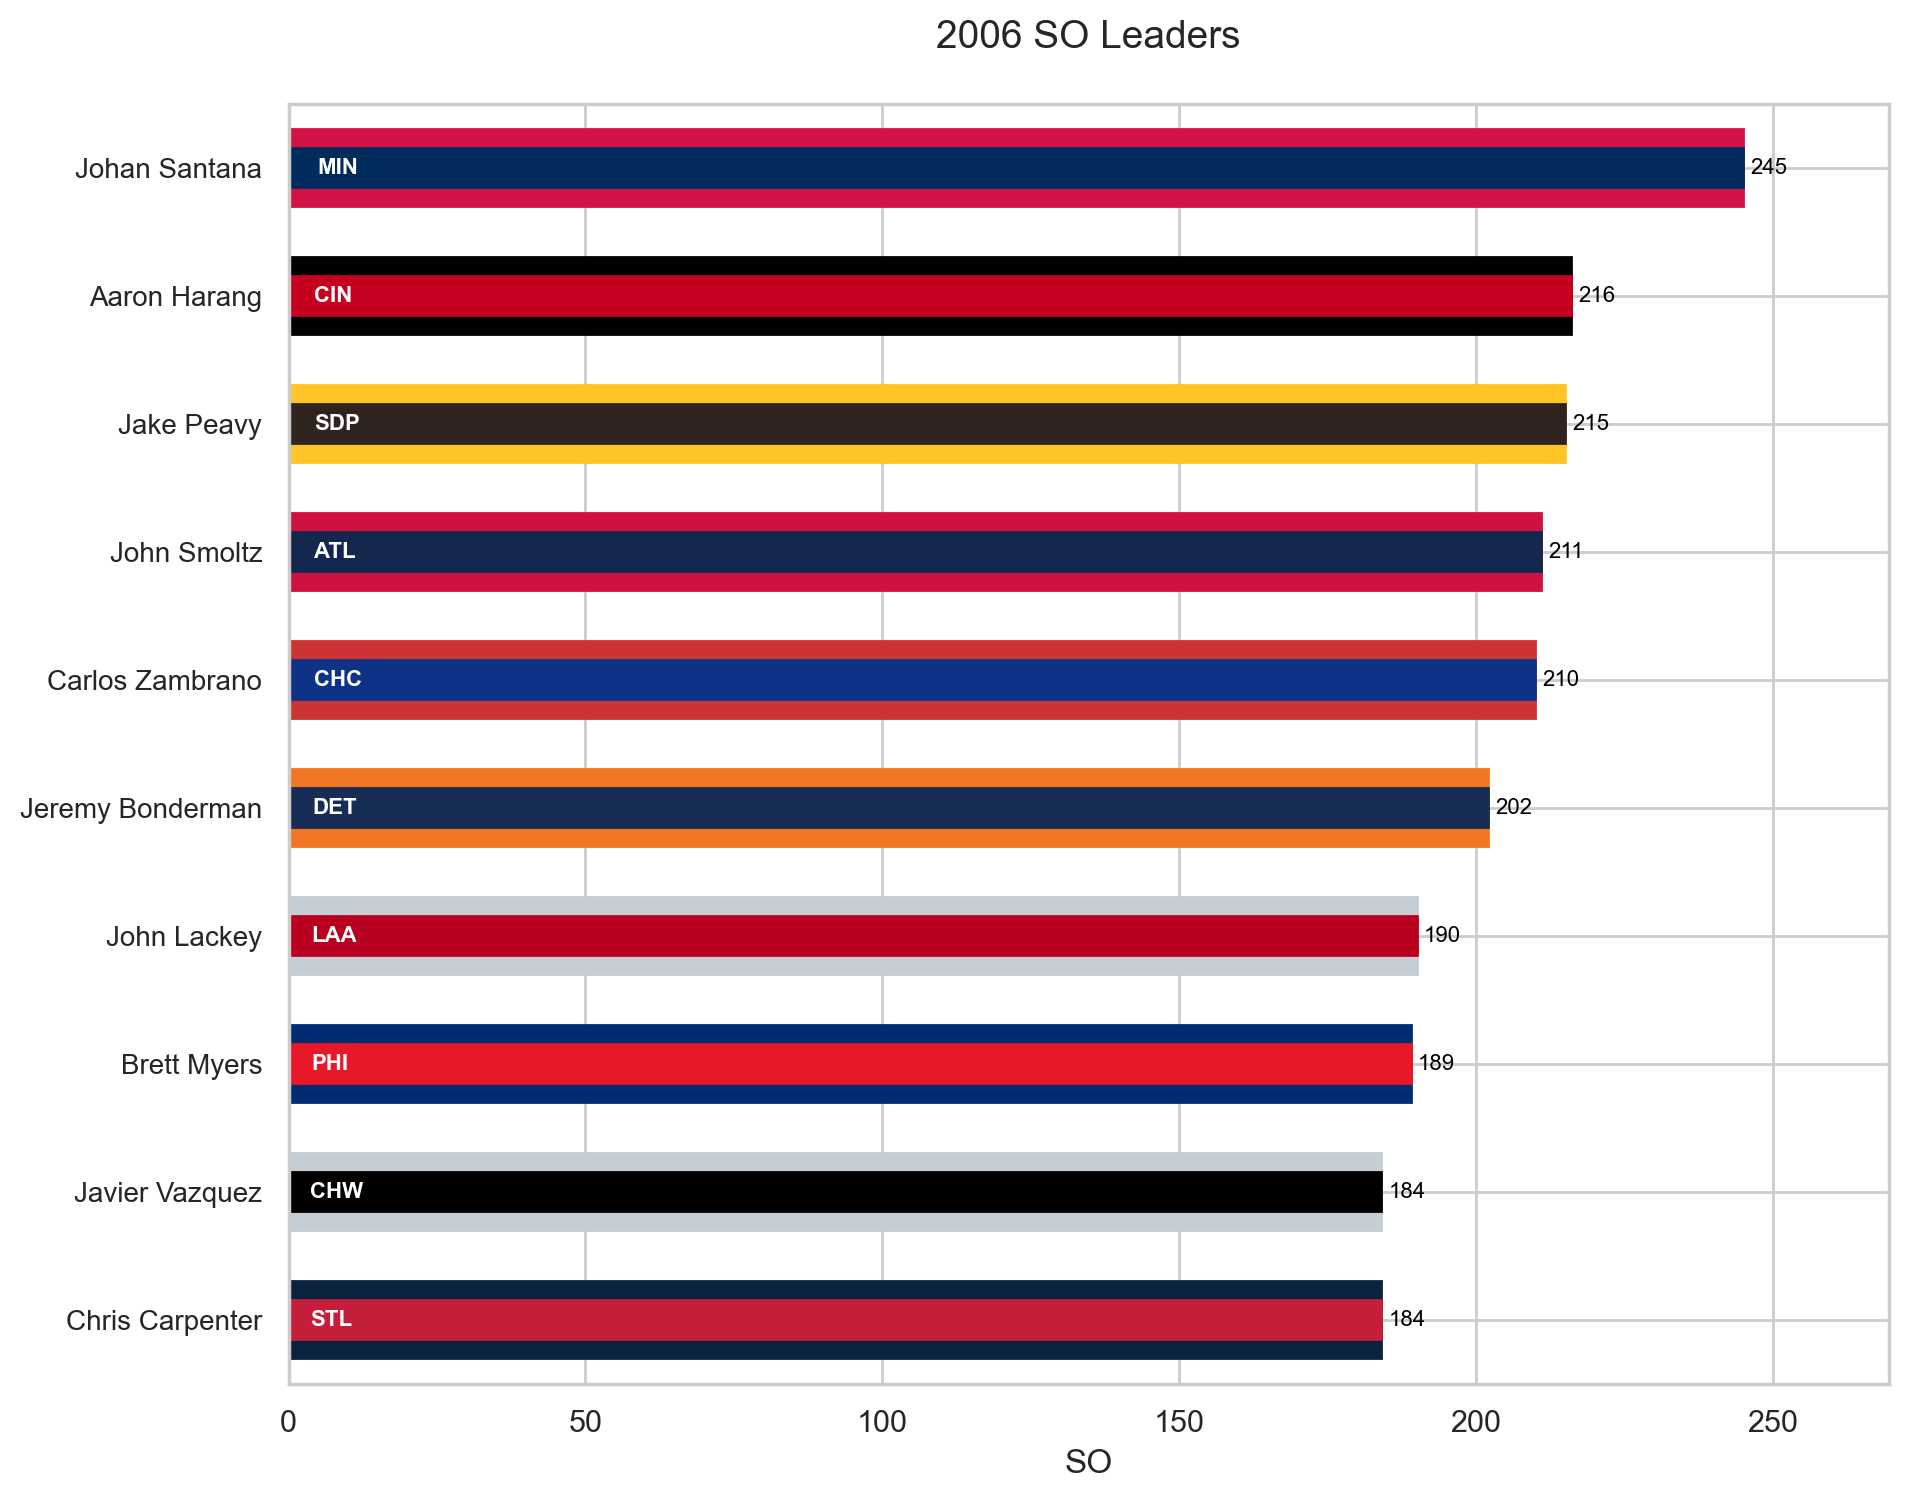 2006 SO Leaders
Johan Santana MIN 245
Aaron Harang CIN 216
Jake Peavy SDP 215
John Smoltz ATL 211
Carlos Zambrano CHC 210
Jeremy Bonderman DET 202
John Lackey LAA 190
Brett Myers PHI 189
Javier Vazquez CHW 184
Chris Carpenter STL 184
0 50 100 150 200 250
SO